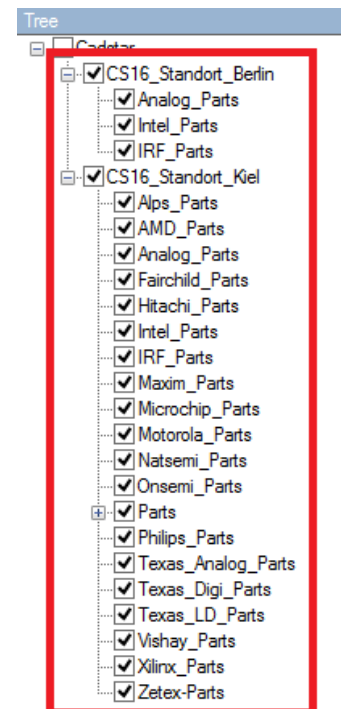 Tree
Cadstar
CS16_Standort_Berlin
Analog_Parts
Intel_Parts
IRF_Parts
CS16_Standort_Kiel
Alps_Parts
AMD_Parts
Analog_Parts
Fairchild_Parts
Hitachi_Parts
Intel_Parts
IRF_Parts
Maxim_Parts
Microchip_Parts
Motorola_Parts
Natsemi_Parts
Onsemi_Parts
Parts
Philips_Parts
Texas_Analog_Parts
Texas_Digi_Parts
Texas_LD_Parts
Vishay_Parts
Xilinx_Parts
Zetex-Parts